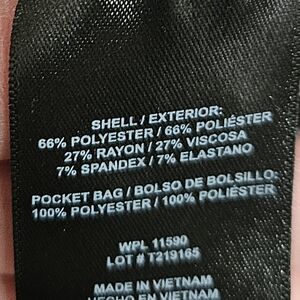 SHELL / EXTERIOR:
66% POLYESTER / 66% POLIÉSTER
27% RAYON / 27% VISCOSA
7% SPANDEX / 7% ELASTANO
POCKET BAG / BOLSO DE BOLSILLO:
100% POLYESTER / 100% POLIÉSTER
WPL 11590
LOT # T219165
MADE IN VIETNAM
HECHO EN VIETNAM